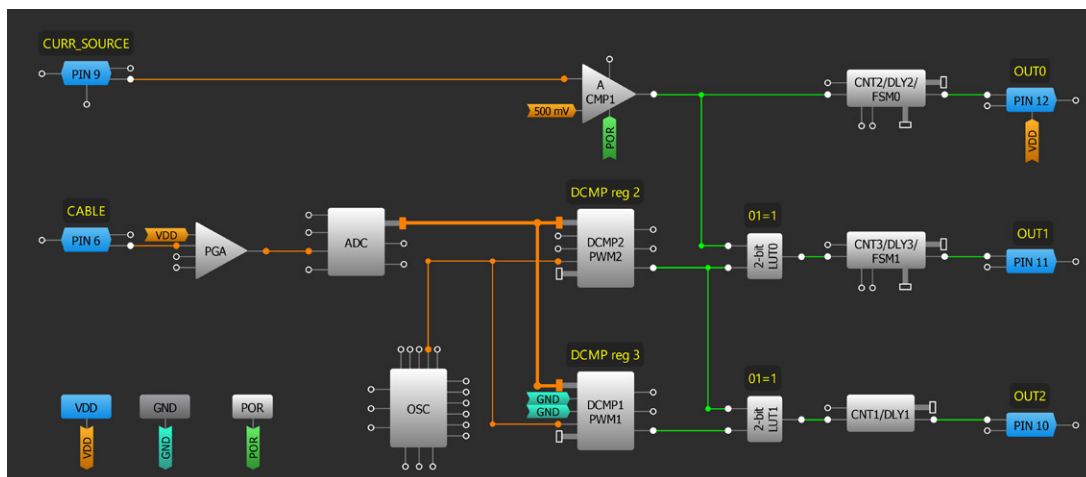 CURR_SOURCE
PIN 9
A
CMP1
500 mV
POR
CNT2/DLY2/
FSM0
OUT0
PIN 12
VDD
CABLE
PIN 6
VDD
PGA
ADC
DCMP reg 2
DCMP2
PWM2
01=1
2-bit
LUT0
CNT3/DLY3/
FSM1
OUT1
PIN 11
OSC
DCMP reg 3
GND
GND
DCMP1
PWM1
01=1
2-bit
LUT1
CNT1/DLY1
OUT2
PIN 10
VDD
GND
POR
VDD
GND
POR